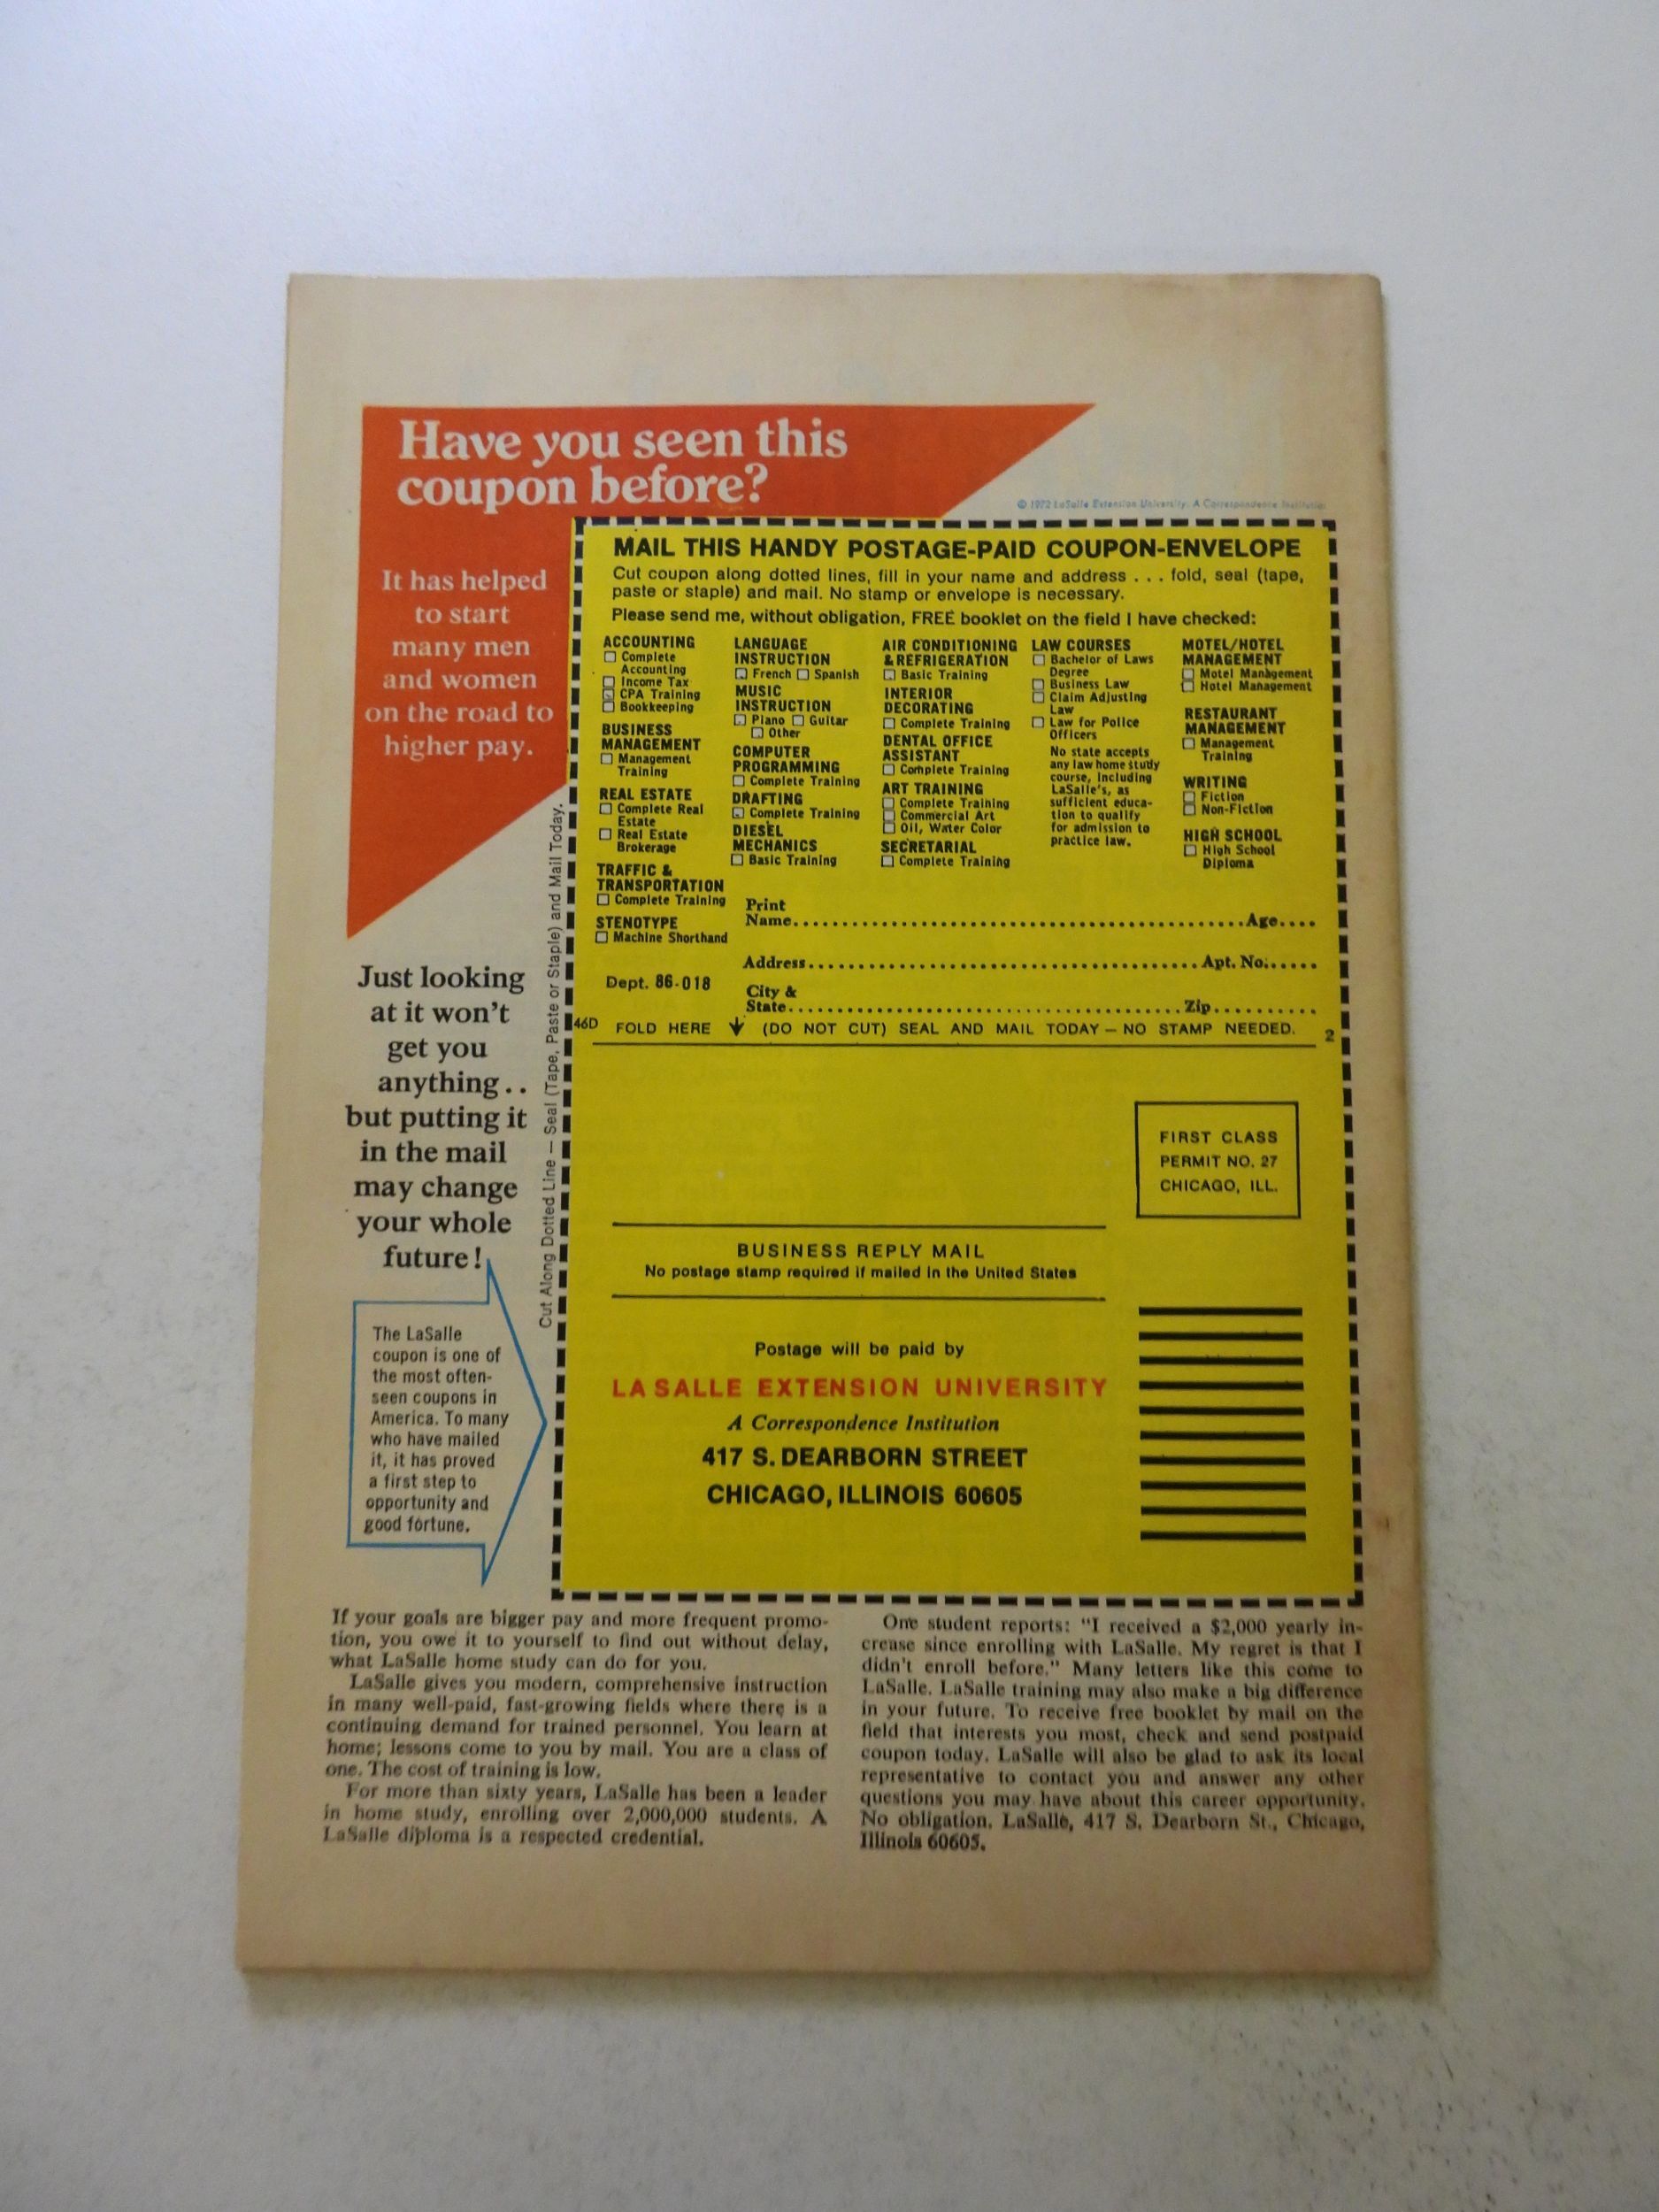 Have you seen this
coupon before?
© 1972 LaSalle Extension University, A Correspondence Institution
It has helped
to start
many men
and women
on the road to
higher pay.
Just looking
at it won't
get you
anything..
but putting it
in the mail
may change
your whole
future!
The LaSalle
coupon is one of
the most often-
seen coupons in
America. To many
who have mailed
it, it has proved
a first step to
opportunity and
good fortune.
Cut Along Dotted Line — Seal (Tape, Paste or Staple) and Mail Today.
MAIL THIS HANDY POSTAGE-PAID COUPON-ENVELOPE
Cut coupon along dotted lines, fill in your name and address . . . fold, seal (tape,
paste or staple) and mail. No stamp or envelope is necessary.
Please send me, without obligation, FREE booklet on the field I have checked:
ACCOUNTING
Complete
Accounting
Income Tax
CPA Training
Bookkeeping
BUSINESS
MANAGEMENT
Management
Training
REAL ESTATE
Complete Real
Estate
Real Estate
Brokerage
TRAFFIC &
TRANSPORTATION
Complete Training
STENOTYPE
Machine Shorthand
LANGUAGE
INSTRUCTION
French Spanish
MUSIC
INSTRUCTION
Piano Guitar
Other
COMPUTER
PROGRAMMING
Complete Training
DRAFTING
Complete Training
DIESEL
MECHANICS
Basic Training
AIR CONDITIONING
& REFRIGERATION
Basic Training
INTERIOR
DECORATING
Complete Training
DENTAL OFFICE
ASSISTANT
Complete Training
ART TRAINING
Complete Training
Commercial Art
Oil, Water Color
SECRETARIAL
Complete Training
LAW COURSES
Bachelor of Laws
Degree
Business Law
Claim Adjusting
Law
Law for Police
Officers
No state accepts
any law home study
course, including
LaSalle's, as
sufficient educa-
tion to qualify
for admission to
practice law.
MOTEL/HOTEL
MANAGEMENT
Motel Management
Hotel Management
RESTAURANT
MANAGEMENT
Management
Training
WRITING
Fiction
Non-Fiction
HIGH SCHOOL
High School
Diploma
Print
Name..........Age....
Address..........Apt. No......
Dept. 86-018
City &
State..........Zip..........
46D FOLD HERE ↓ (DO NOT CUT) SEAL AND MAIL TODAY — NO STAMP NEEDED. 2
FIRST CLASS
PERMIT NO. 27
CHICAGO, ILL.
BUSINESS REPLY MAIL
No postage stamp required if mailed in the United States
Postage will be paid by
LA SALLE EXTENSION UNIVERSITY
A Correspondence Institution
417 S. DEARBORN STREET
CHICAGO, ILLINOIS 60605
If your goals are bigger pay and more frequent promo-
tion, you owe it to yourself to find out without delay,
what LaSalle home study can do for you.
LaSalle gives you modern, comprehensive instruction
in many well-paid, fast-growing fields where there is a
continuing demand for trained personnel. You learn at
home; lessons come to you by mail. You are a class of
one. The cost of training is low.
For more than sixty years, LaSalle has been a leader
in home study, enrolling over 2,000,000 students. A
LaSalle diploma is a respected credential.
One student reports: "I received a $2,000 yearly in-
crease since enrolling with LaSalle. My regret is that I
didn't enroll before." Many letters like this come to
LaSalle. LaSalle training may also make a big difference
in your future. To receive free booklet by mail on the
field that interests you most, check and send postpaid
coupon today. LaSalle will also be glad to ask its local
representative to contact you and answer any other
questions you may have about this career opportunity.
No obligation. LaSalle, 417 S. Dearborn St., Chicago,
Illinois 60605.